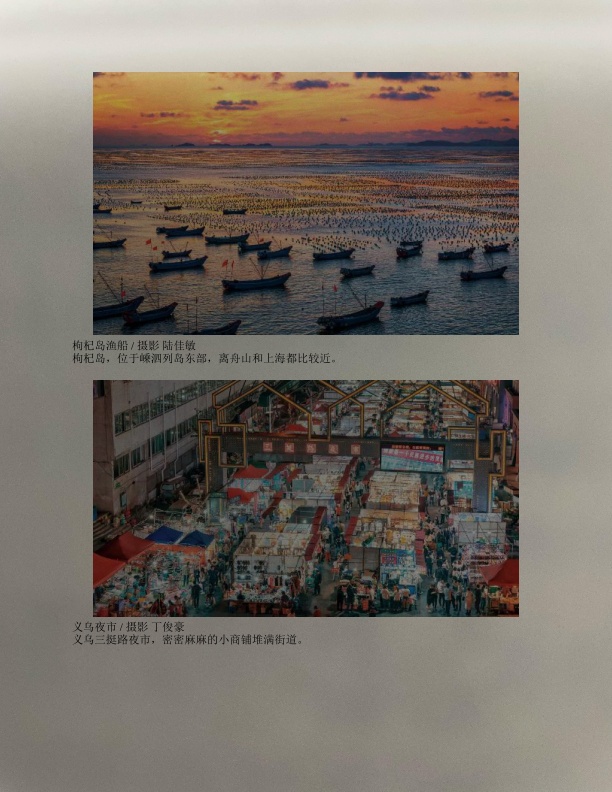 枸杞岛渔船 / 摄影 陆佳敏
枸杞岛，位于嵊泗列岛东部，离舟山和上海都比较近。
义乌夜市 / 摄影 丁俊豪
义乌三挺路夜市，密密麻麻的小商铺堆满街道。